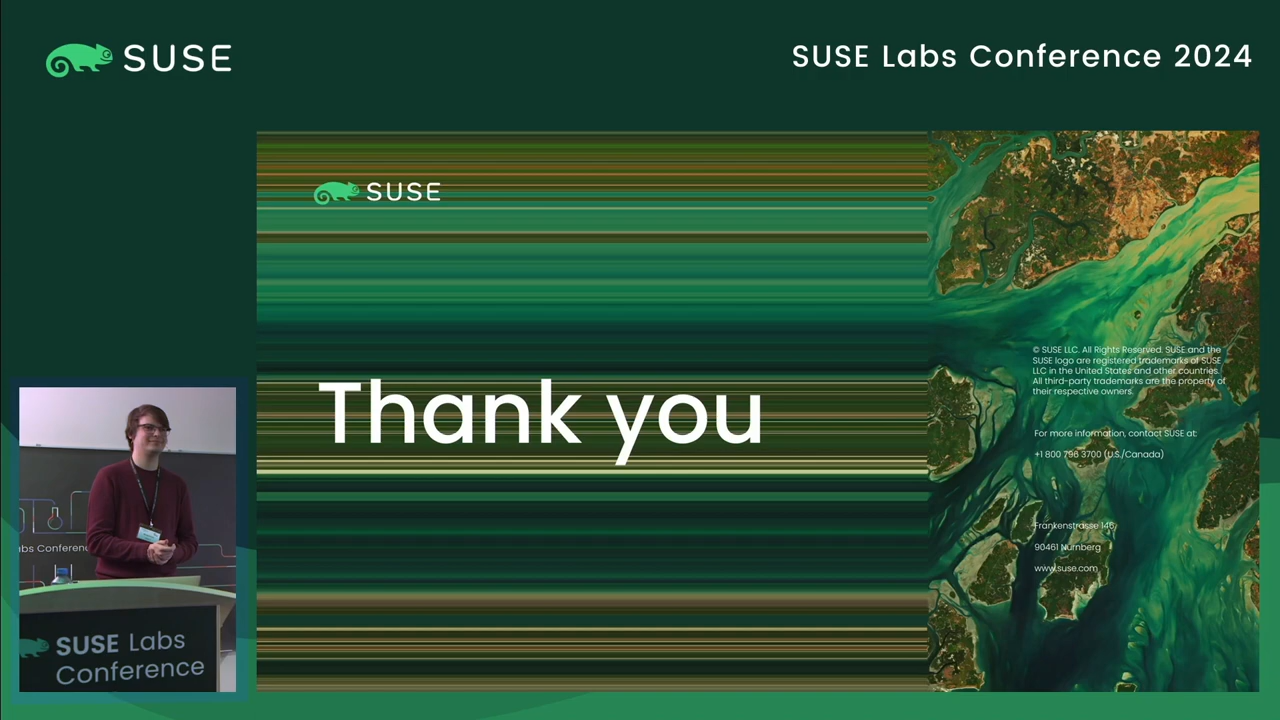 SUSE
SUSE Labs Conference 2024
SUSE
Thank you
© SUSE LLC. All Rights Reserved. SUSE and the
SUSE logo are registered trademarks of SUSE
LLC in the United States and other countries.
All third-party trademarks are the property of
their respective owners.
For more information, contact SUSE at:
+1 800 796 3700 (U.S./Canada)
Frankenstrasse 146
90461 Nürnberg
www.suse.com
abs Conferenc
SUSE Labs
Conference